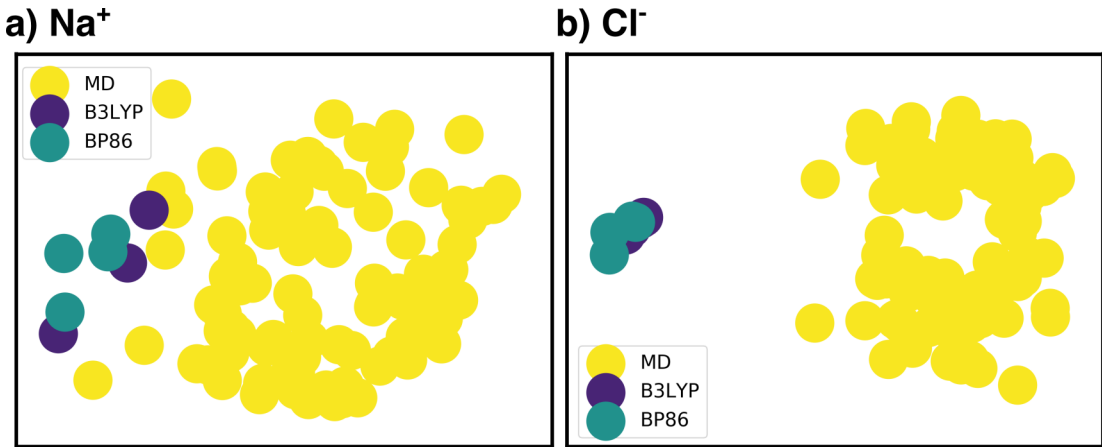 a) Na⁺
MD
B3LYP
BP86
b) Cl⁻
MD
B3LYP
BP86